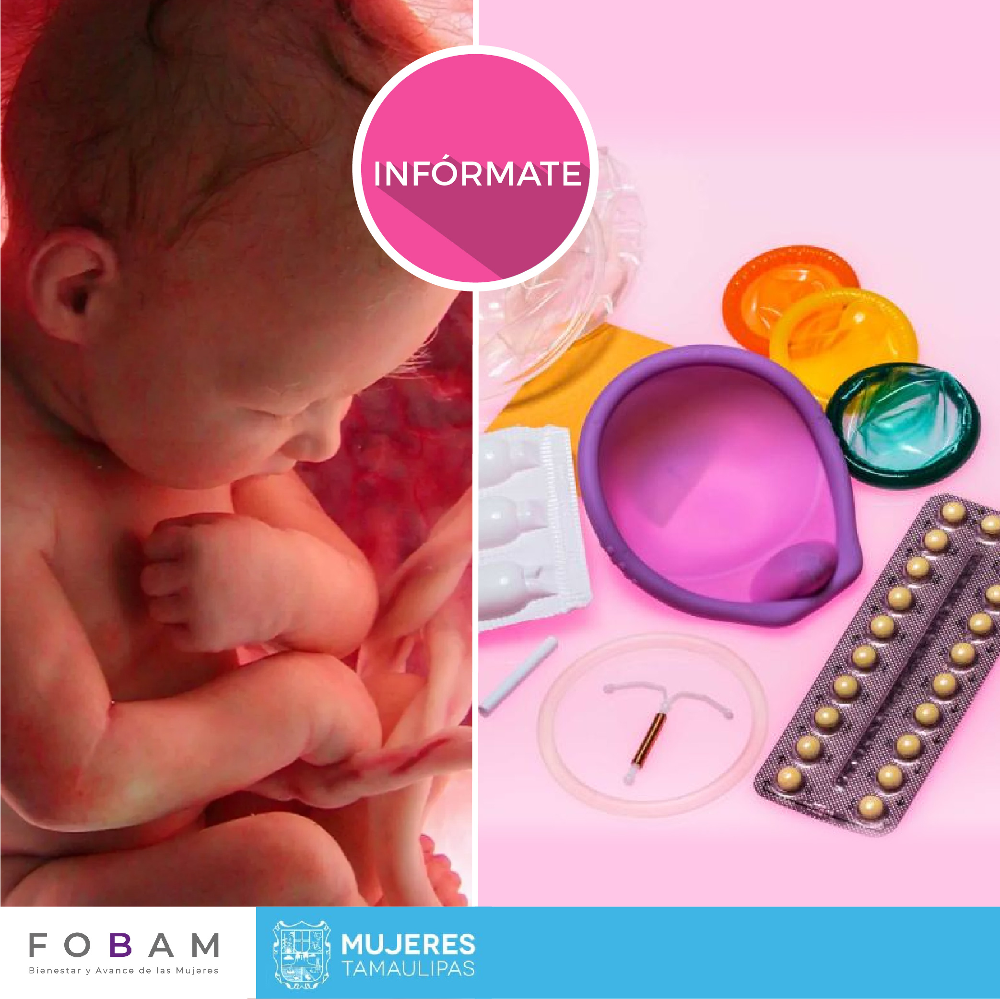 INFÓRMATE
FOBAM
Bienestar y Avance de las Mujeres
MUJERES
TAMAULIPAS